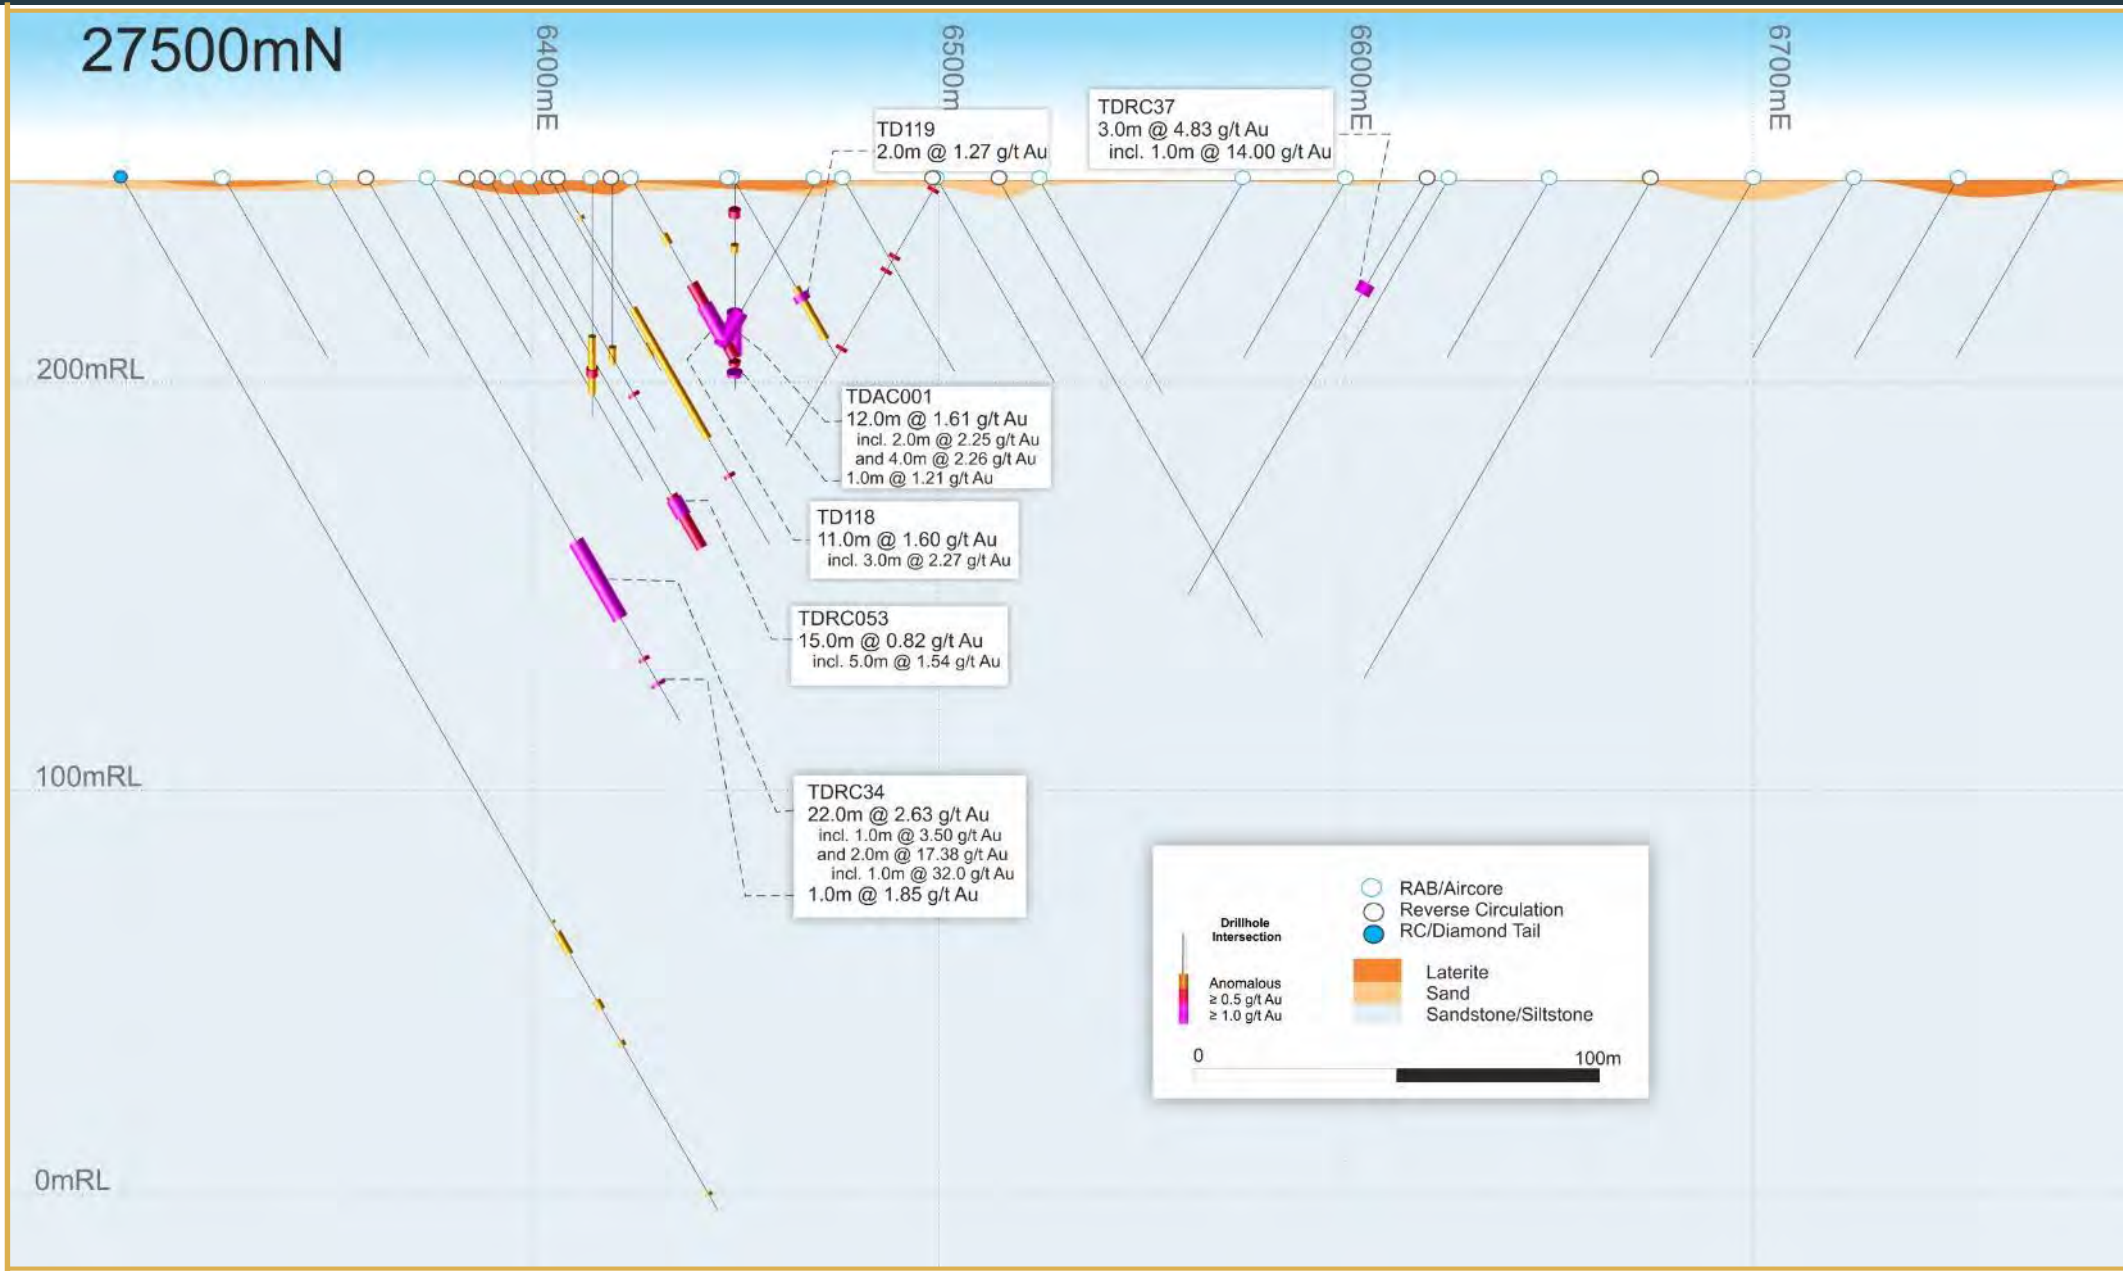 27500mN
6400mE
6500m
6600mE
6700mE
TD119
2.0m @ 1.27 g/t Au
TDRC37
3.0m @ 4.83 g/t Au
incl. 1.0m @ 14.00 g/t Au
200mRL
TDAC001
12.0m @ 1.61 g/t Au
incl. 2.0m @ 2.25 g/t Au
and 4.0m @ 2.26 g/t Au
1.0m @ 1.21 g/t Au
TD118
11.0m @ 1.60 g/t Au
incl. 3.0m @ 2.27 g/t Au
TDRC053
15.0m @ 0.82 g/t Au
incl. 5.0m @ 1.54 g/t Au
100mRL
TDRC34
22.0m @ 2.63 g/t Au
incl. 1.0m @ 3.50 g/t Au
and 2.0m @ 17.38 g/t Au
incl. 1.0m @ 32.0 g/t Au
1.0m @ 1.85 g/t Au
Drillhole
Intersection
Anomalous
≥ 0.5 g/t Au
≥ 1.0 g/t Au
RAB/Aircore
Reverse Circulation
RC/Diamond Tail
Laterite
Sand
Sandstone/Siltstone
0 100m
0mRL